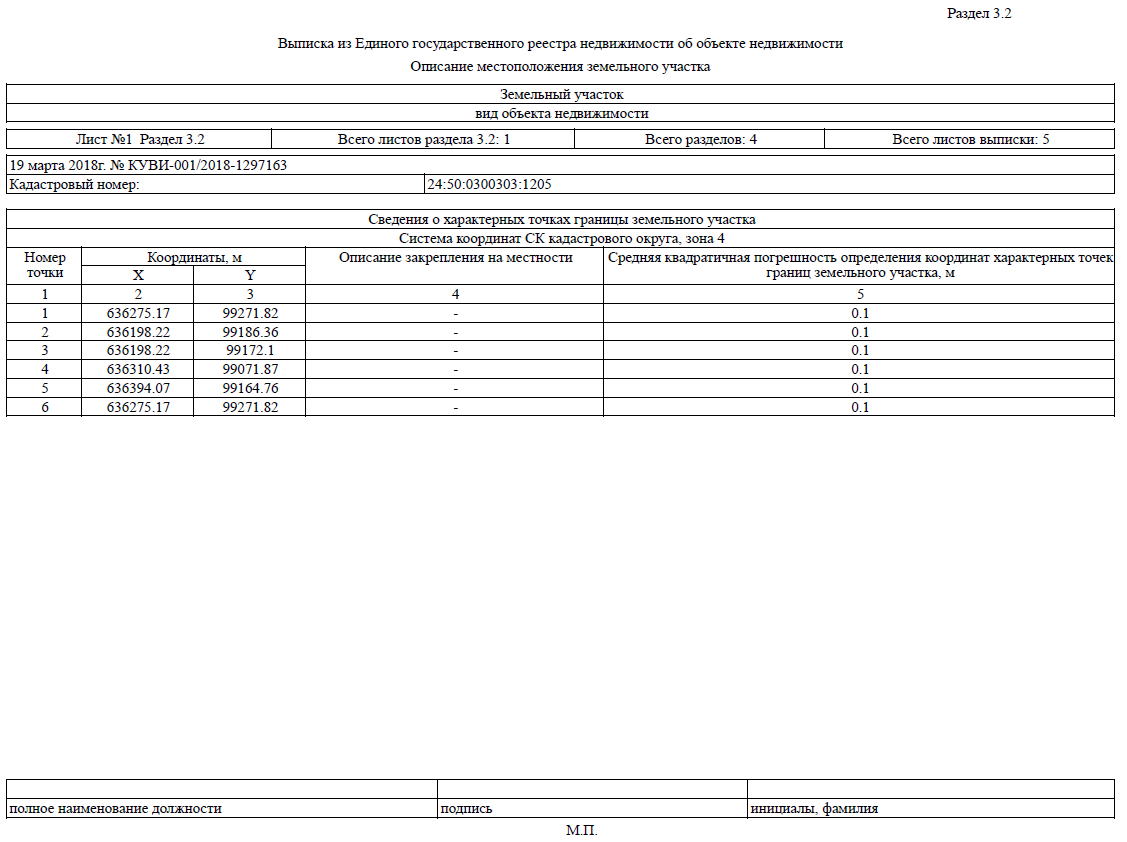 Раздел 3.2
Выписка из Единого государственного реестра недвижимости об объекте недвижимости
Описание местоположения земельного участка
Земельный участок
вид объекта недвижимости
Лист №1 Раздел 3.2 Всего листов раздела 3.2: 1 Всего разделов: 4 Всего листов выписки: 5
19 марта 2018г. № КУВИ-001/2018-1297163
Кадастровый номер: 24:50:0300303:1205
Сведения о характерных точках границы земельного участка
Система координат СК кадастрового округа, зона 4
Номер точки Координаты, м Описание закрепления на местности Средняя квадратичная погрешность определения координат характерных точек границ земельного участка, м
X Y
1 2 3 4 5
1 636275.17 99271.82 - 0.1
2 636198.22 99186.36 - 0.1
3 636198.22 99172.1 - 0.1
4 636310.43 99071.87 - 0.1
5 636394.07 99164.76 - 0.1
6 636275.17 99271.82 - 0.1
полное наименование должности подпись инициалы, фамилия
М.П.